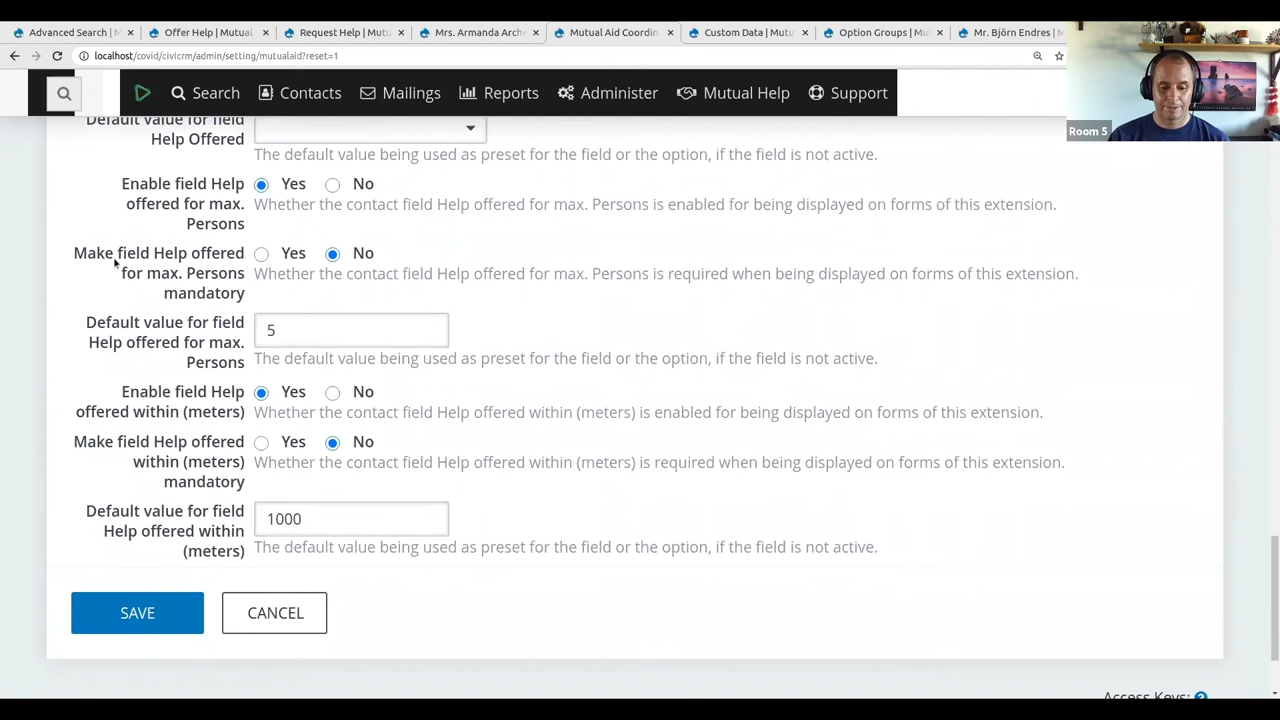 Advanced Search | M
Offer Help | Mutual
Request Help | Mutu
Mrs. Armanda Arche
Mutual Aid Coordin
Custom Data | Mutu
Option Groups | Mu
Mr. Björn Endres | M
localhost/covid/civicrm/admin/setting/mutualaid?reset=1
Search Contacts Mailings Reports Administer Mutual Help Support
Room 5
Default value for field
Help Offered
The default value being used as preset for the field or the option, if the field is not active.
Enable field Help
offered for max.
Persons
Yes No
Whether the contact field Help offered for max. Persons is enabled for being displayed on forms of this extension.
Make field Help offered
for max. Persons
mandatory
Yes No
Whether the contact field Help offered for max. Persons is required when being displayed on forms of this extension.
Default value for field
Help offered for max.
Persons
5
The default value being used as preset for the field or the option, if the field is not active.
Enable field Help
offered within (meters)
Yes No
Whether the contact field Help offered within (meters) is enabled for being displayed on forms of this extension.
Make field Help offered
within (meters)
mandatory
Yes No
Whether the contact field Help offered within (meters) is required when being displayed on forms of this extension.
Default value for field
Help offered within
(meters)
1000
The default value being used as preset for the field or the option, if the field is not active.
SAVE CANCEL
Access Keys: